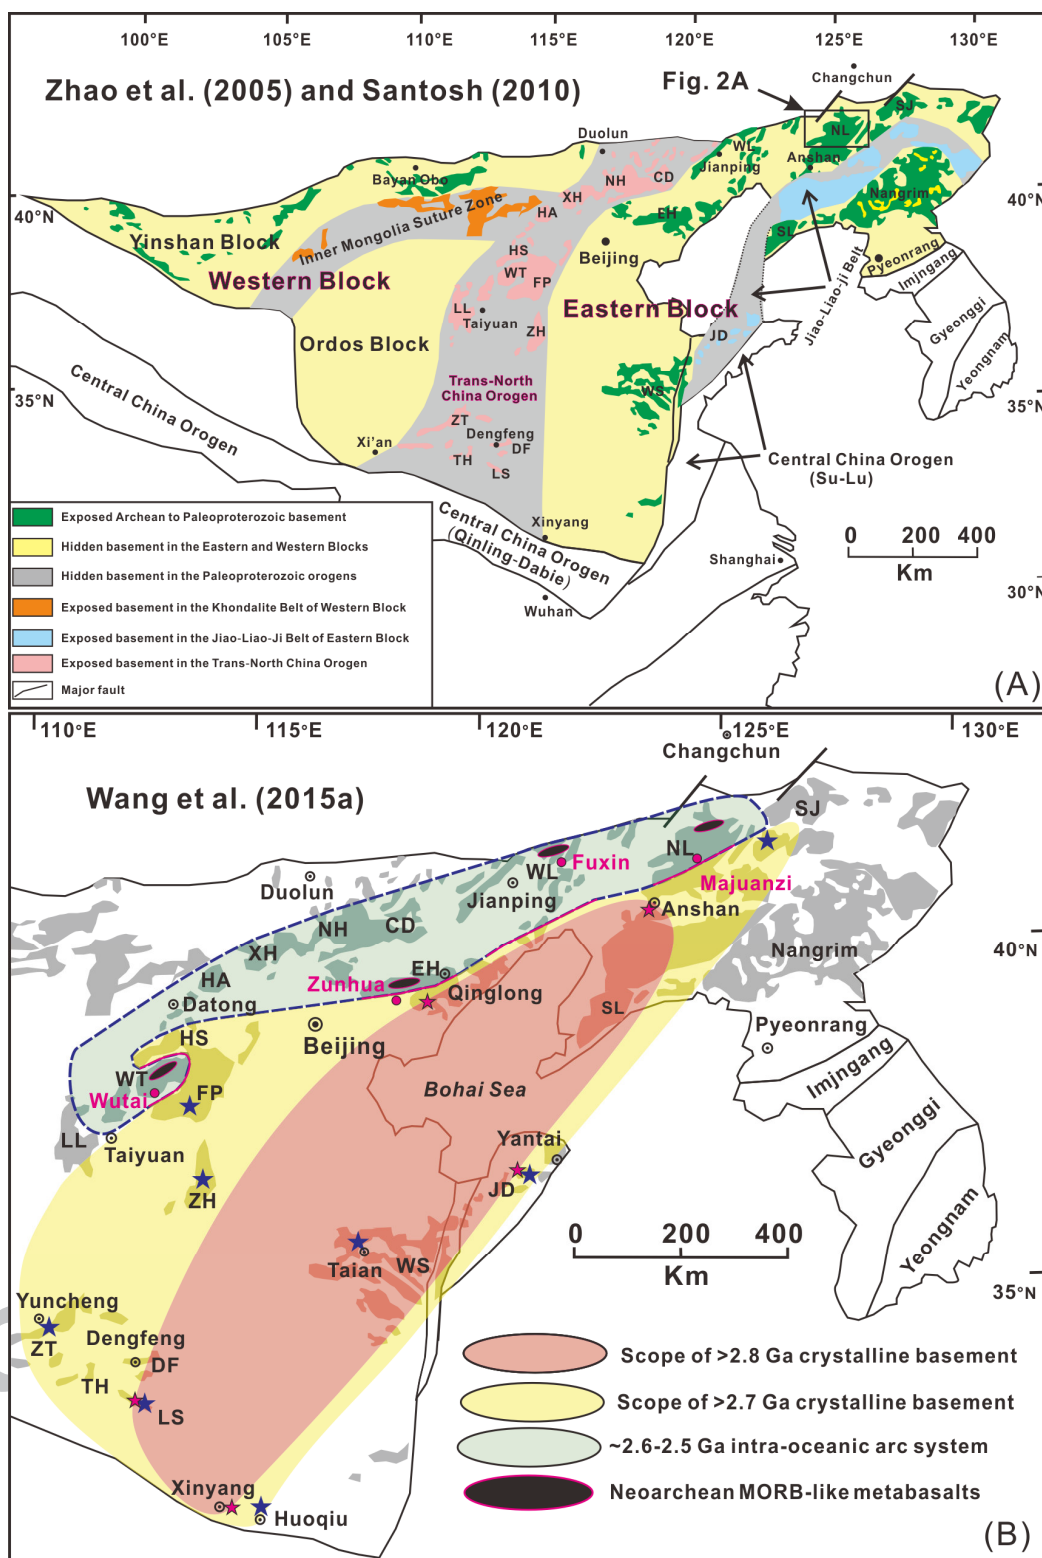 100°E
105°E
110°E
115°E
120°E
125°E
130°E
Zhao et al. (2005) and Santosh (2010)
Fig. 2A
Changchun
SJ
NL
Duolun
WL
Jianping
Anshan
Bayan Obo
NH
CD
XH
HA
EH
Nangrim
40°N
40°N
Inner Mongolia Suture Zone
Yinshan Block
HS
Beijing
SL
Pyeonrang
Western Block
WT
FP
Imjngang
Eastern Block
LL
Taiyuan
ZH
JD
Jiao-Liao-ji Belt
Gyeonggi
Ordos Block
Yeongnam
Trans-North
China Orogen
WS
35°N
35°N
Central China Orogen
ZT
Dengfeng
Xi'an
DF
TH
LS
Central China Orogen
(Su-Lu)
Xinyang
Central China Orogen
(Qinling-Dabie)
0 200 400
Km
Shanghai
30°N
Wuhan
Exposed Archean to Paleoproterozoic basement
Hidden basement in the Eastern and Western Blocks
Hidden basement in the Paleoproterozoic orogens
Exposed basement in the Khondalite Belt of Western Block
Exposed basement in the Jiao-Liao-Ji Belt of Eastern Block
Exposed basement in the Trans-North China Orogen
Major fault
(A)
110°E
115°E
120°E
125°E
130°E
Changchun
Wang et al. (2015a)
SJ
NL
Fuxin
WL
Majuanzi
Duolun
Jianping
Anshan
NH
CD
XH
Nangrim
40°N
EH
HA
Zunhua
Qinglong
Datong
SL
HS
Beijing
Pyeonrang
WT
Bohai Sea
Imjngang
Wutai
FP
LL
Taiyuan
Yantai
Gyeonggi
ZH
JD
Yeongnam
0 200 400
Km
Taian
WS
35°N
Yuncheng
ZT
Dengfeng
DF
TH
LS
Scope of >2.8 Ga crystalline basement
Scope of >2.7 Ga crystalline basement
~2.6-2.5 Ga intra-oceanic arc system
Xinyang
Neoarchean MORB-like metabasalts
Huoqiu
(B)